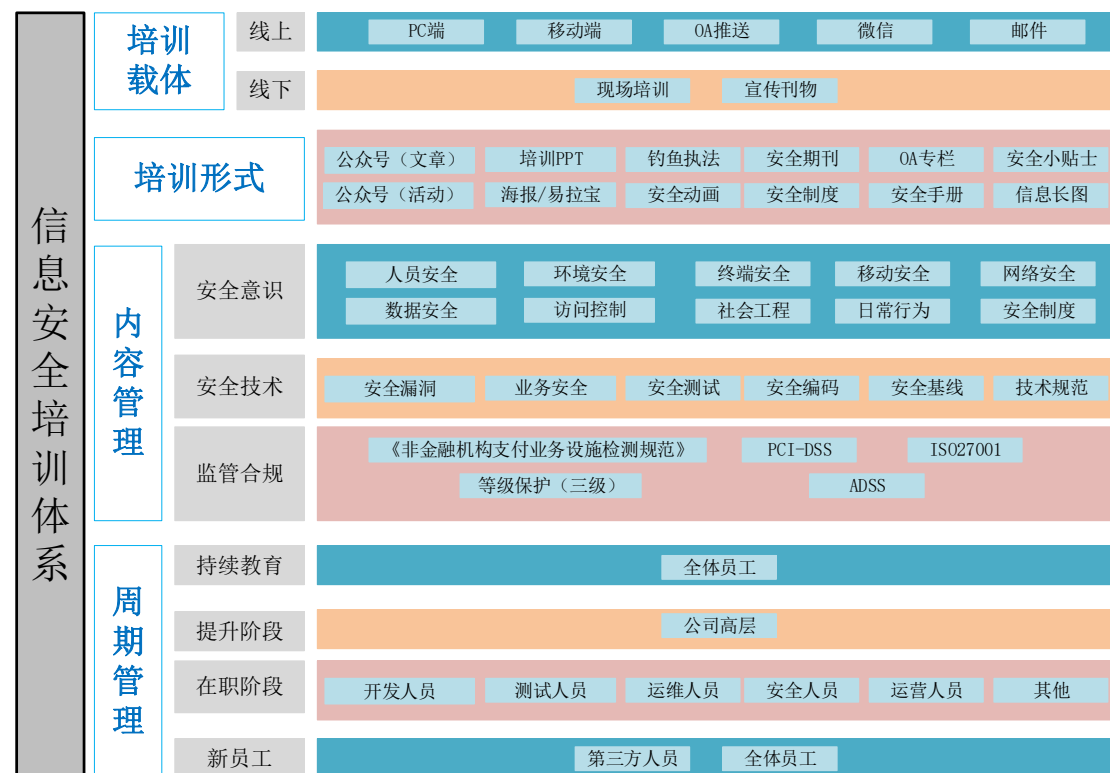 信息安全培训体系
培训
载体
线上
PC端 移动端 OA推送 微信 邮件
线下
现场培训 宣传刊物
培训形式
公众号（文章） 培训PPT 钓鱼执法 安全期刊 OA专栏 安全小贴士
公众号（活动） 海报/易拉宝 安全动画 安全制度 安全手册 信息长图
内容管理
安全意识
人员安全 环境安全 终端安全 移动安全 网络安全
数据安全 访问控制 社会工程 日常行为 安全制度
安全技术
安全漏洞 业务安全 安全测试 安全编码 安全基线 技术规范
监管合规
《非金融机构支付业务设施检测规范》 PCI-DSS ISO27001
等级保护（三级） ADSS
周期管理
持续教育
全体员工
提升阶段
公司高层
在职阶段
开发人员 测试人员 运维人员 安全人员 运营人员 其他
新员工
第三方人员 全体员工